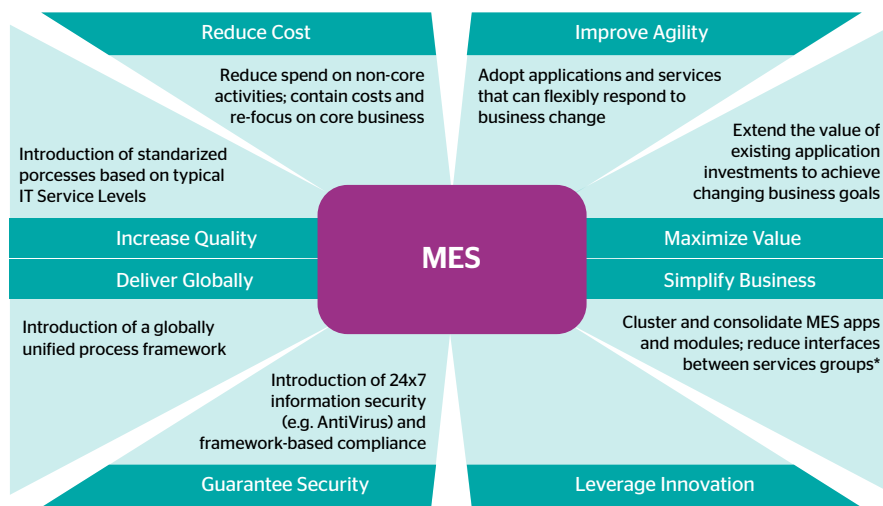 Reduce Cost
Reduce spend on non-core
activities; contain costs and
re-focus on core business
Improve Agility
Adopt applications and services
that can flexibly respond to
business change
Introduction of standarized
porcesses based on typical
IT Service Levels
Increase Quality
Extend the value of
existing application
investments to achieve
changing business goals
Maximize Value
MES
Deliver Globally
Introduction of a globally
unified process framework
Simplify Business
Cluster and consolidate MES apps
and modules; reduce interfaces
between services groups*
Introduction of 24x7
information security
(e.g. AntiVirus) and
framework-based compliance
Guarantee Security
Leverage Innovation